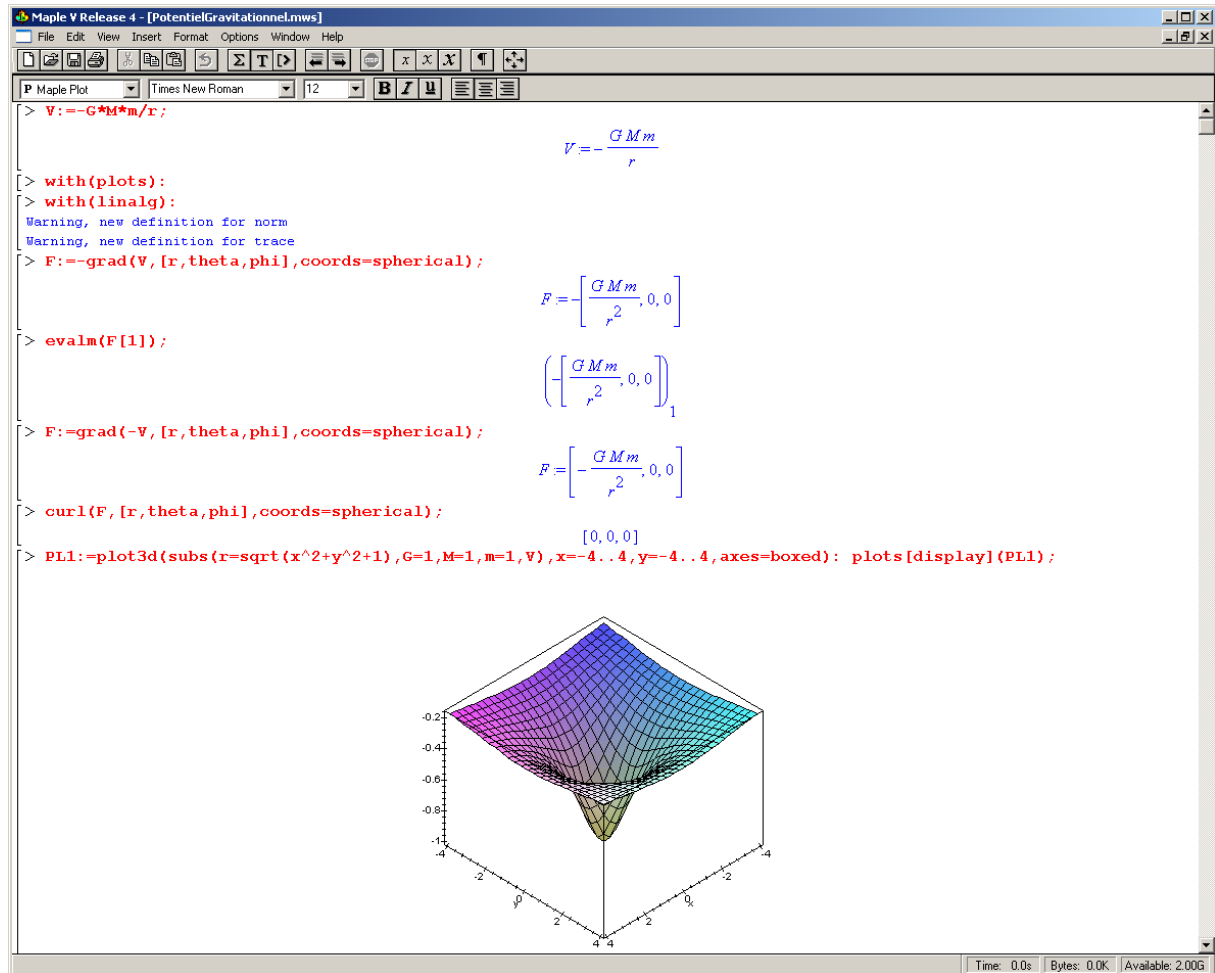 Maple V Release 4 - [PotentielGravitationnel.mws]
File Edit View Insert Format Options Window Help
Σ T [> STOP x x x ¶
P Maple Plot Times New Roman 12 B I u
> V:=-G*M*m/r;
V := - G M m / r
> with(plots):
> with(linalg):
Warning, new definition for norm
Warning, new definition for trace
> F:=-grad(V,[r,theta,phi],coords=spherical);
F := -[ G M m / r^2, 0, 0 ]
> evalm(F[1]);
(-[ G M m / r^2, 0, 0 ])_1
> F:=grad(-V,[r,theta,phi],coords=spherical);
F := [ - G M m / r^2, 0, 0 ]
> curl(F,[r,theta,phi],coords=spherical);
[0, 0, 0]
> PL1:=plot3d(subs(r=sqrt(x^2+y^2+1),G=1,M=1,m=1,V),x=-4..4,y=-4..4,axes=boxed): plots[display](PL1);
-0.2
-0.4
-0.6
-0.8
-1
-4 -4
-2 -2
y 0 0 x
2 2
4 4
Time: 0.0s Bytes: 0.0K Available: 2.00G